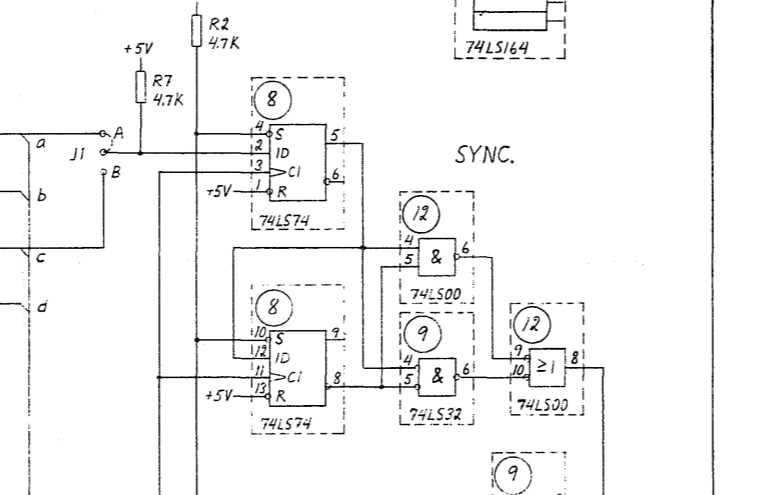 74LS164
R2
4.7K
+5V
R7
4.7K
8
4
S
5
2
1D
3
C1
6
+5V
1
R
74LS74
a
A
J1
B
b
c
d
SYNC.
12
4
5
&
6
74LS00
8
10
S
9
12
1D
11
C1
8
+5V
13
R
74LS74
9
4
5
&
6
74LS32
12
9
10
≥1
8
74LS00
9